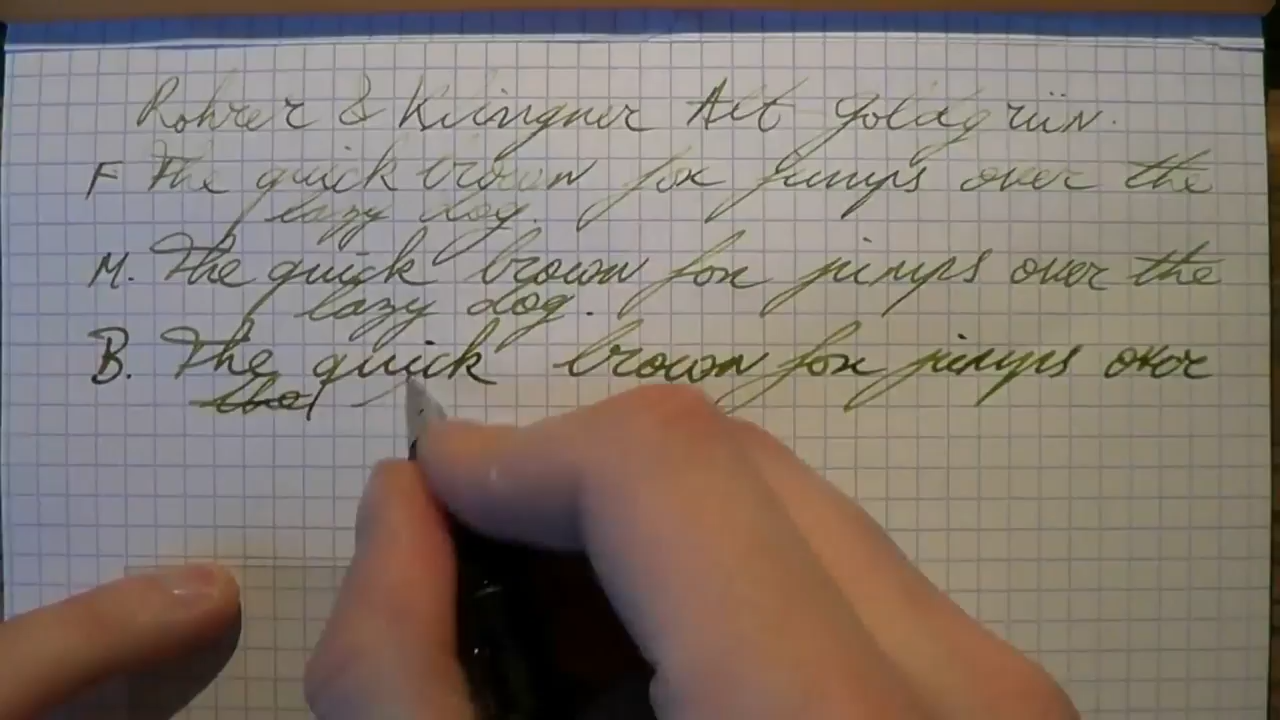 Rohrer & Klingner Alt Goldgrün.
F The quick brown fox jumps over the
lazy dog.
M. The quick brown fox jumps over the
lazy dog.
B. The quick brown fox jumps over
the